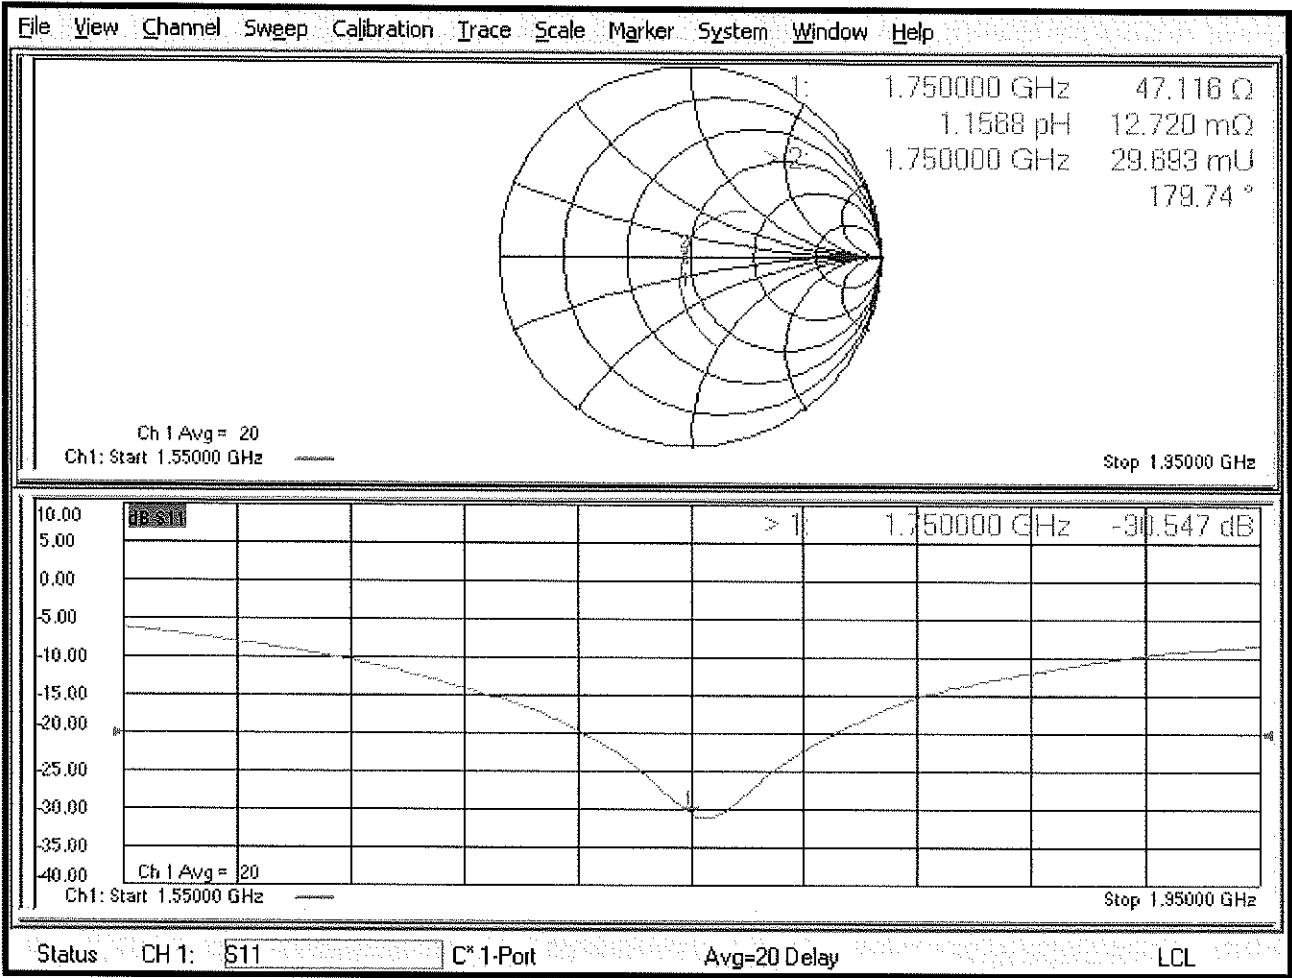 File View Channel Sweep Calibration Trace Scale Marker System Window Help
1: 1.750000 GHz 47.116 Ω
1.1568 pH 12.720 mΩ
> 2: 1.750000 GHz 29.693 mU
179.74 °
Ch 1 Avg = 20
Ch1: Start 1.55000 GHz Stop 1.95000 GHz
10.00 dB S11 > 1: 1.750000 GHz -30.547 dB
5.00
0.00
-5.00
-10.00
-15.00
-20.00
-25.00
-30.00
1
-35.00
-40.00 Ch 1 Avg = 20
Ch1: Start 1.55000 GHz Stop 1.95000 GHz
Status CH 1: S11 C* 1-Port Avg=20 Delay LCL